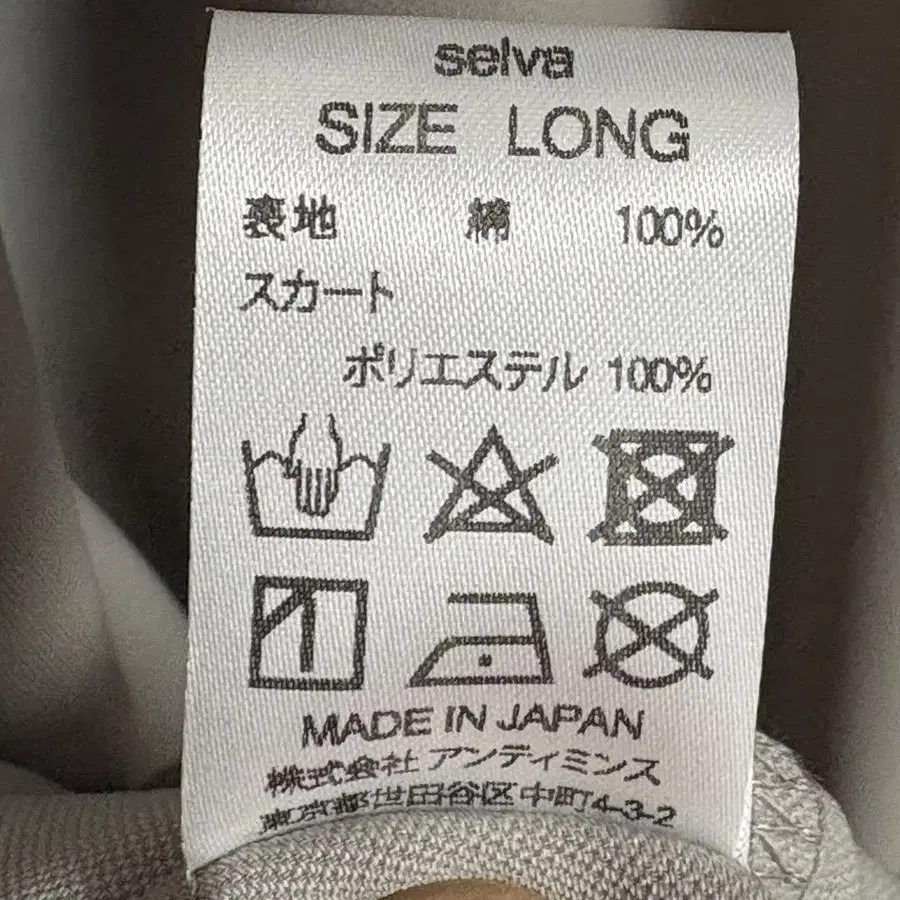 selva
SIZE LONG
裏地 綿 100%
スカート
ポリエステル 100%
MADE IN JAPAN
株式会社 アンディミンス
東京都世田谷区中町4-3-2